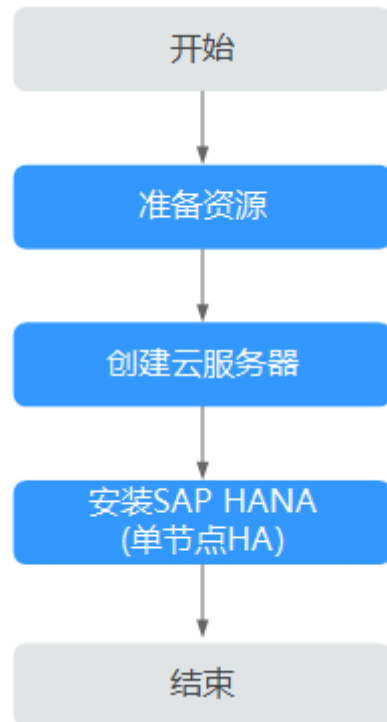 开始
准备资源
创建云服务器
安装SAP HANA
(单节点HA)
结束